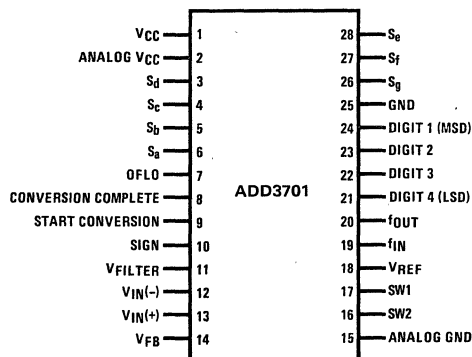 VCC 1
ANALOG VCC 2
Sd 3
Sc 4
Sb 5
Sa 6
OFLO 7
CONVERSION COMPLETE 8
START CONVERSION 9
SIGN 10
VFILTER 11
VIN(−) 12
VIN(+) 13
VFB 14
ADD3701
28 Se
27 Sf
26 Sg
25 GND
24 DIGIT 1 (MSD)
23 DIGIT 2
22 DIGIT 3
21 DIGIT 4 (LSD)
20 fOUT
19 fIN
18 VREF
17 SW1
16 SW2
15 ANALOG GND